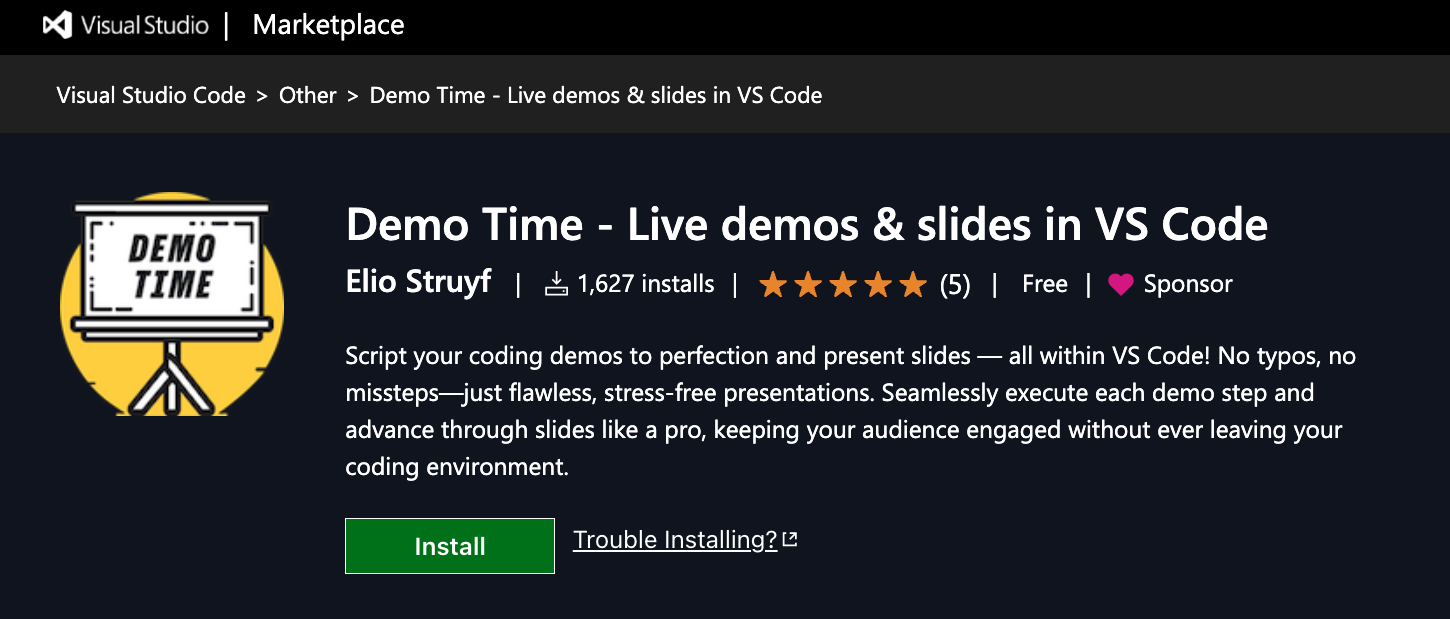 Visual Studio | Marketplace
Visual Studio Code > Other > Demo Time - Live demos & slides in VS Code
DEMO
TIME
Demo Time - Live demos & slides in VS Code
Elio Struyf | 1,627 installs | (5) | Free | Sponsor
Script your coding demos to perfection and present slides — all within VS Code! No typos, no
missteps—just flawless, stress-free presentations. Seamlessly execute each demo step and
advance through slides like a pro, keeping your audience engaged without ever leaving your
coding environment.
Install Trouble Installing?